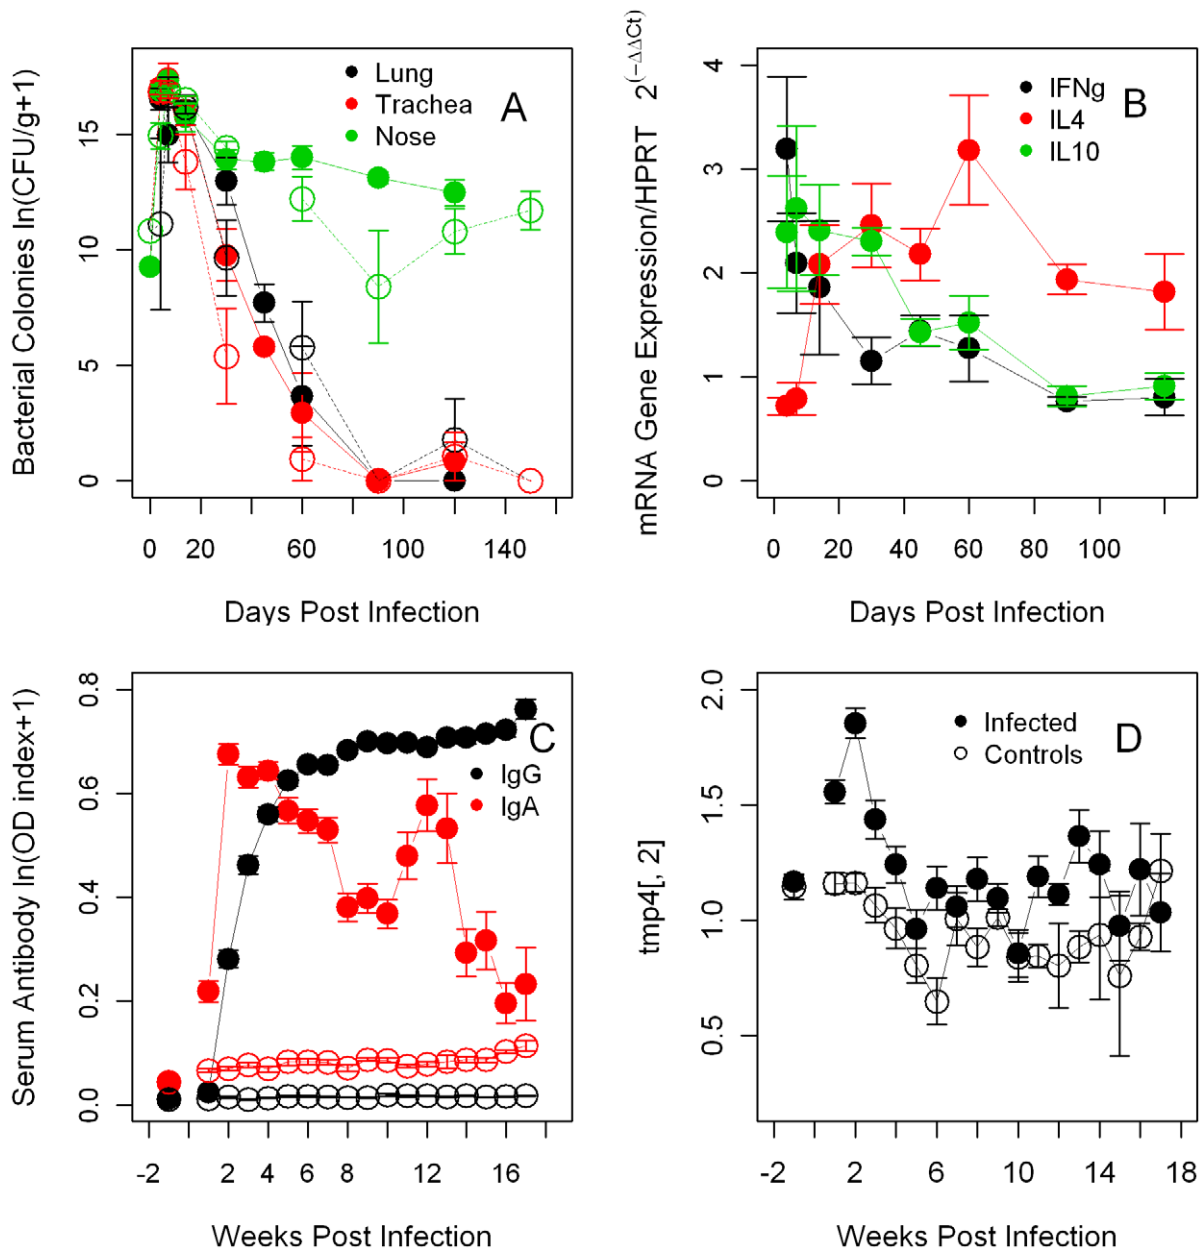 Bacterial Colonies ln(CFU/g+1)
0 5 10 15
Lung
Trachea
Nose
A
0 20 60 100 140
Days Post Infection
mRNA Gene Expression/HPRT 2^(-ΔΔCt)
0 1 2 3 4
IFNg
IL4
IL10
B
0 20 40 60 80 100
Days Post Infection
Serum Antibody ln(OD index+1)
0.0 0.2 0.4 0.6 0.8
C
IgG
IgA
-2 2 4 6 8 12 16
Weeks Post Infection
tmp4[, 2]
0.5 1.0 1.5 2.0
Infected
Controls
D
-2 2 6 10 14 18
Weeks Post Infection